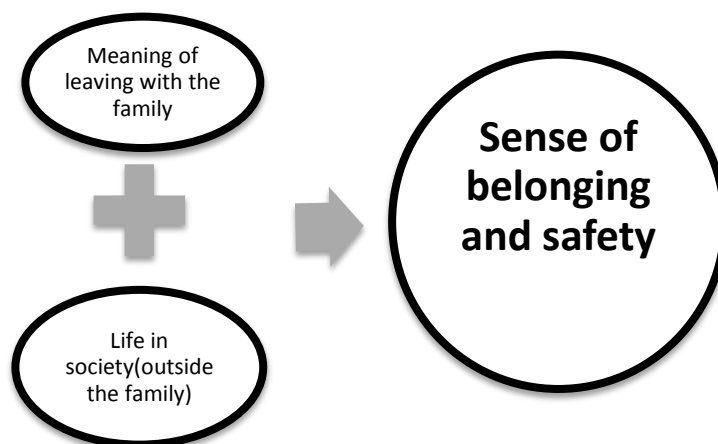 Meaning of
leaving with the
family
Life in
society(outside
the family)
Sense of
belonging
and safety